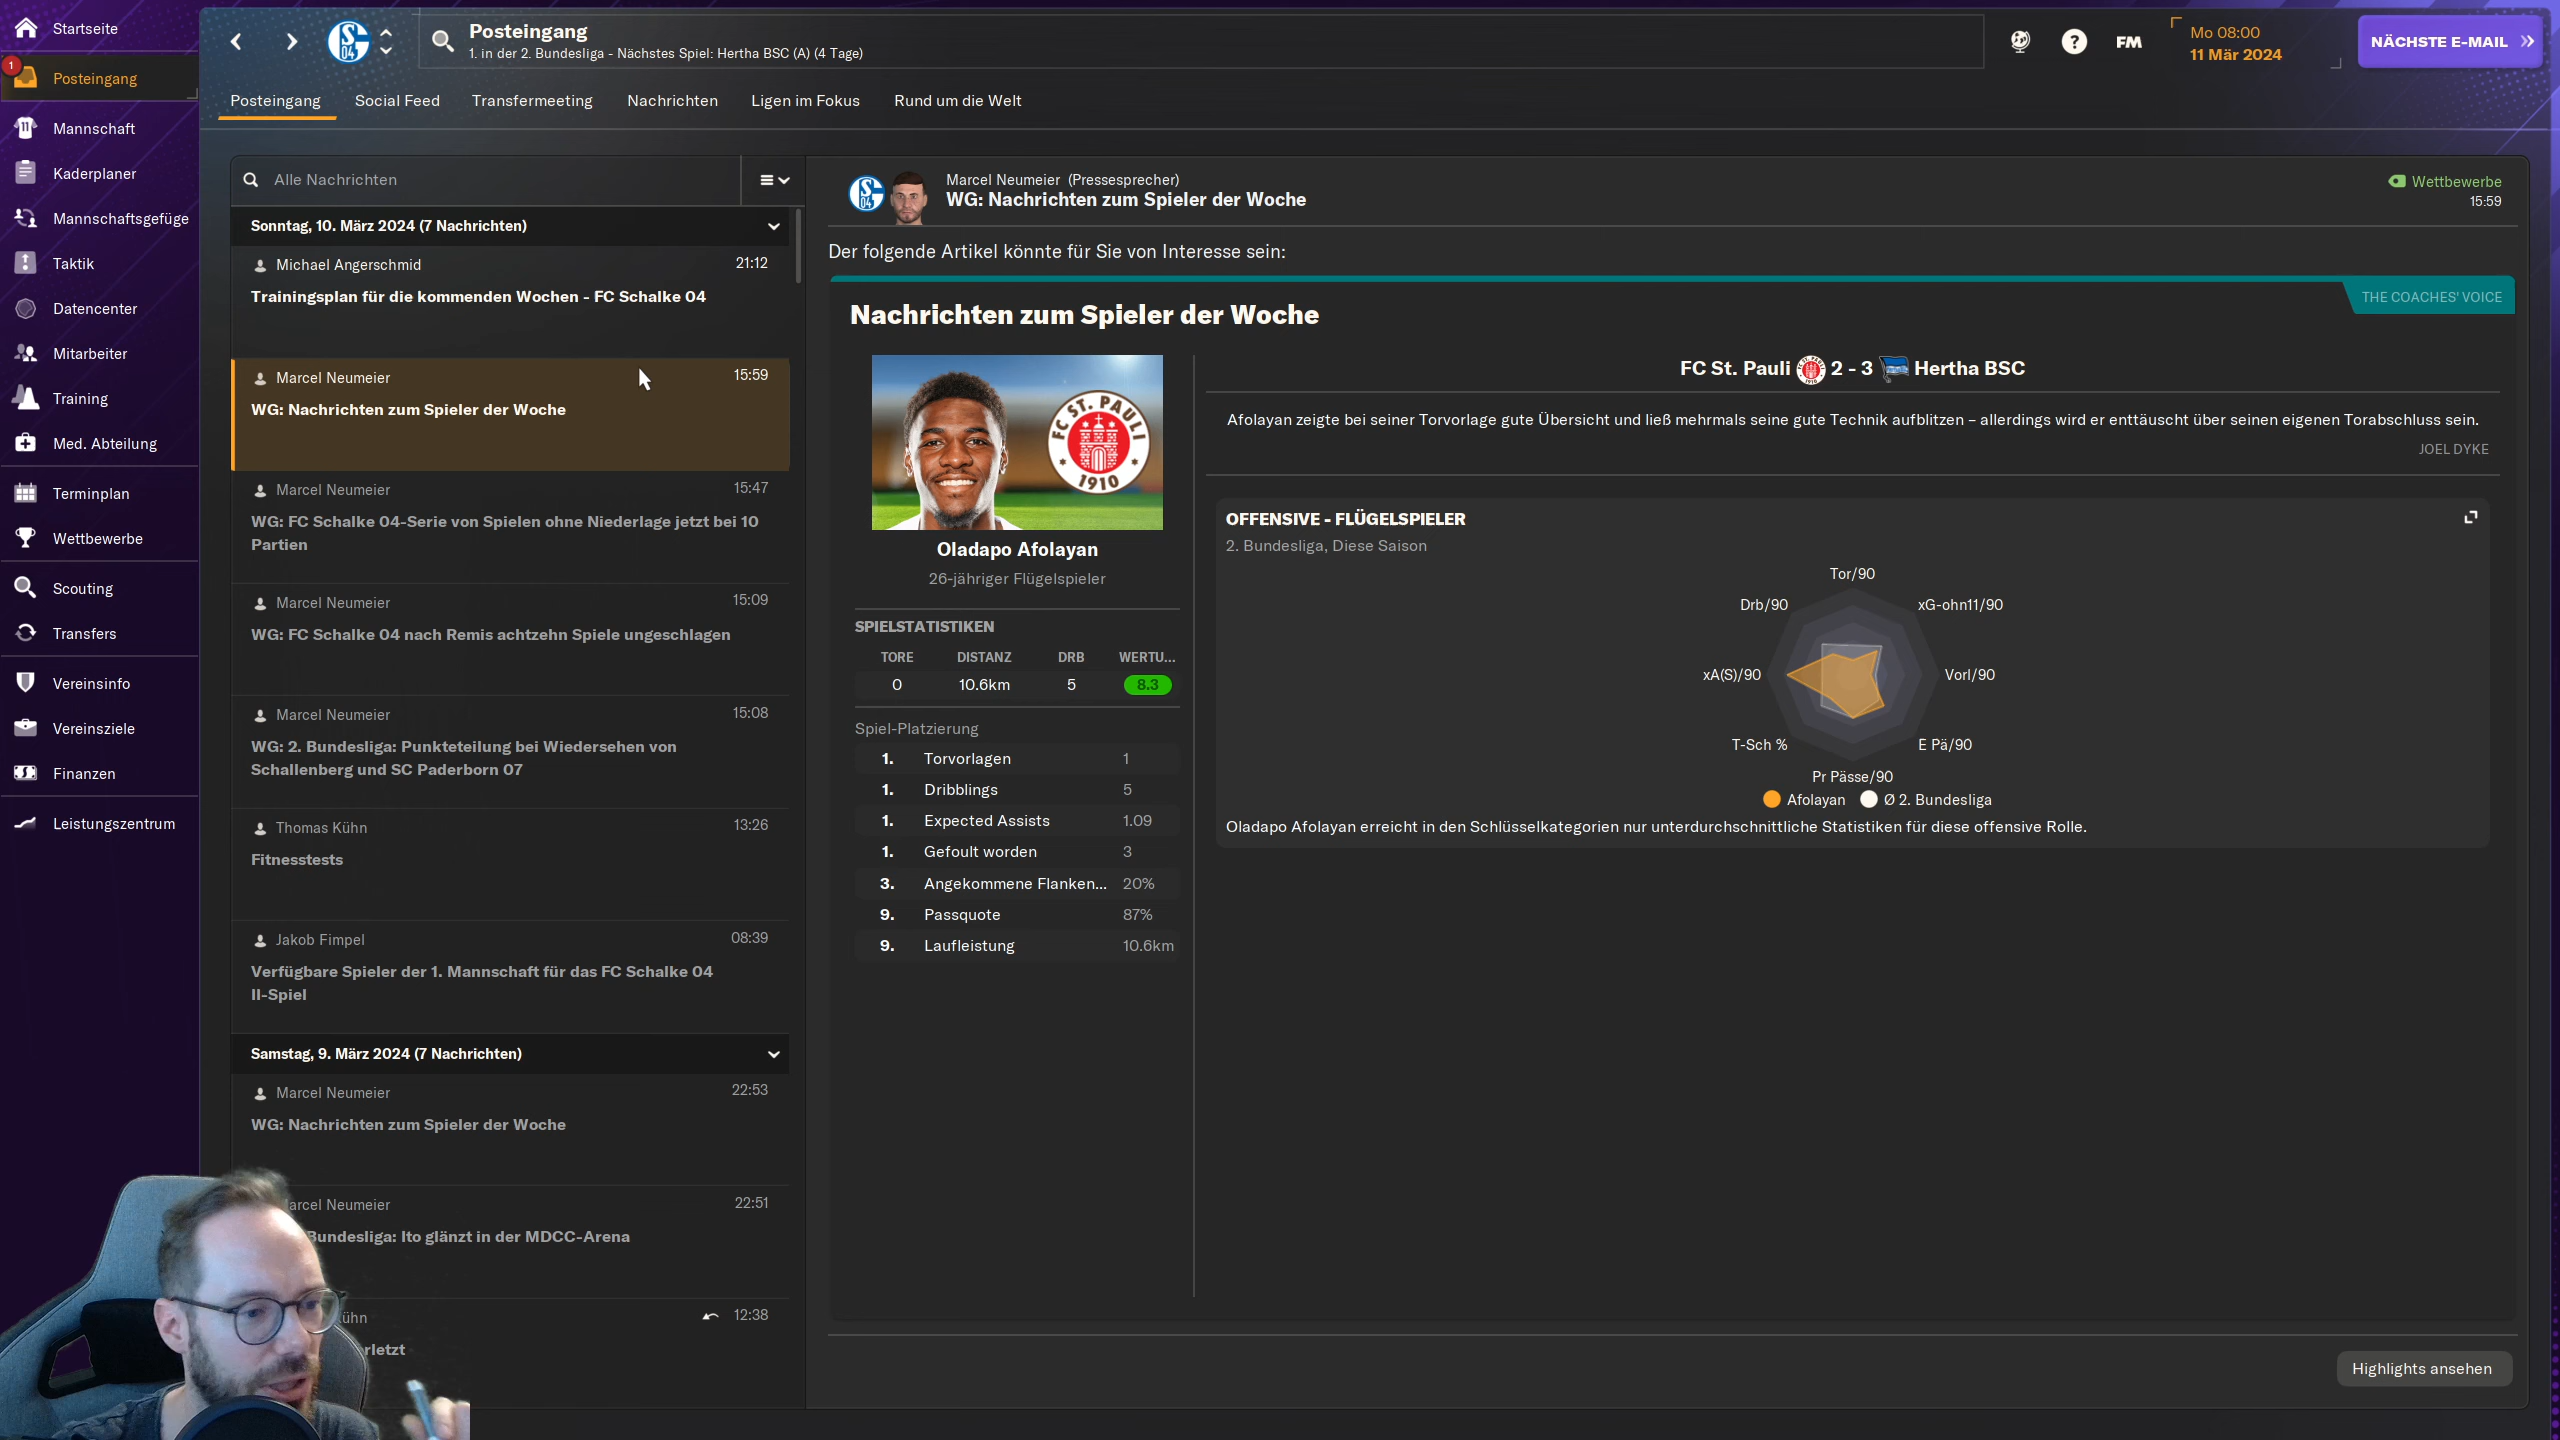 Startseite
1
Posteingang
Mannschaft
Kaderplaner
Mannschaftsgefüge
Taktik
Datencenter
Mitarbeiter
Training
Med. Abteilung
Terminplan
Wettbewerbe
Scouting
Transfers
Vereinsinfo
Vereinsziele
Finanzen
Leistungszentrum
Posteingang
1. in der 2. Bundesliga - Nächstes Spiel: Hertha BSC (A) (4 Tage)
FM
Mo 08:00
11 Mär 2024
NÄCHSTE E-MAIL
Posteingang Social Feed Transfermeeting Nachrichten Ligen im Fokus Rund um die Welt
Alle Nachrichten
Sonntag, 10. März 2024 (7 Nachrichten)
Michael Angerschmid 21:12
Trainingsplan für die kommenden Wochen - FC Schalke 04
Marcel Neumeier 15:59
WG: Nachrichten zum Spieler der Woche
Marcel Neumeier 15:47
WG: FC Schalke 04-Serie von Spielen ohne Niederlage jetzt bei 10
Partien
Marcel Neumeier 15:09
WG: FC Schalke 04 nach Remis achtzehn Spiele ungeschlagen
Marcel Neumeier 15:08
WG: 2. Bundesliga: Punkteteilung bei Wiedersehen von
Schallenberg und SC Paderborn 07
Thomas Kühn 13:26
Fitnesstests
Jakob Fimpel 08:39
Verfügbare Spieler der 1. Mannschaft für das FC Schalke 04
II-Spiel
Samstag, 9. März 2024 (7 Nachrichten)
Marcel Neumeier 22:53
WG: Nachrichten zum Spieler der Woche
arcel Neumeier 22:51
Bundesliga: Ito glänzt in der MDCC-Arena
ühn 12:38
rletzt
Marcel Neumeier (Pressesprecher)
WG: Nachrichten zum Spieler der Woche
Wettbewerbe
15:59
Der folgende Artikel könnte für Sie von Interesse sein:
THE COACHES' VOICE
Nachrichten zum Spieler der Woche
FC ST. PAULI
1910
Oladapo Afolayan
26-jähriger Flügelspieler
SPIELSTATISTIKEN
TORE DISTANZ DRB WERTU...
0 10.6km 5 8.3
Spiel-Platzierung
1. Torvorlagen 1
1. Dribblings 5
1. Expected Assists 1.09
1. Gefoult worden 3
3. Angekommene Flanken... 20%
9. Passquote 87%
9. Laufleistung 10.6km
FC St. Pauli 2 - 3 Hertha BSC
Afolayan zeigte bei seiner Torvorlage gute Übersicht und ließ mehrmals seine gute Technik aufblitzen – allerdings wird er enttäuscht über seinen eigenen Torabschluss sein.
JOEL DYKE
OFFENSIVE - FLÜGELSPIELER
2. Bundesliga, Diese Saison
Tor/90
Drb/90 xG-ohn11/90
xA(S)/90 Vorl/90
T-Sch % E Pä/90
Pr Pässe/90
Afolayan Ø 2. Bundesliga
Oladapo Afolayan erreicht in den Schlüsselkategorien nur unterdurchschnittliche Statistiken für diese offensive Rolle.
Highlights ansehen